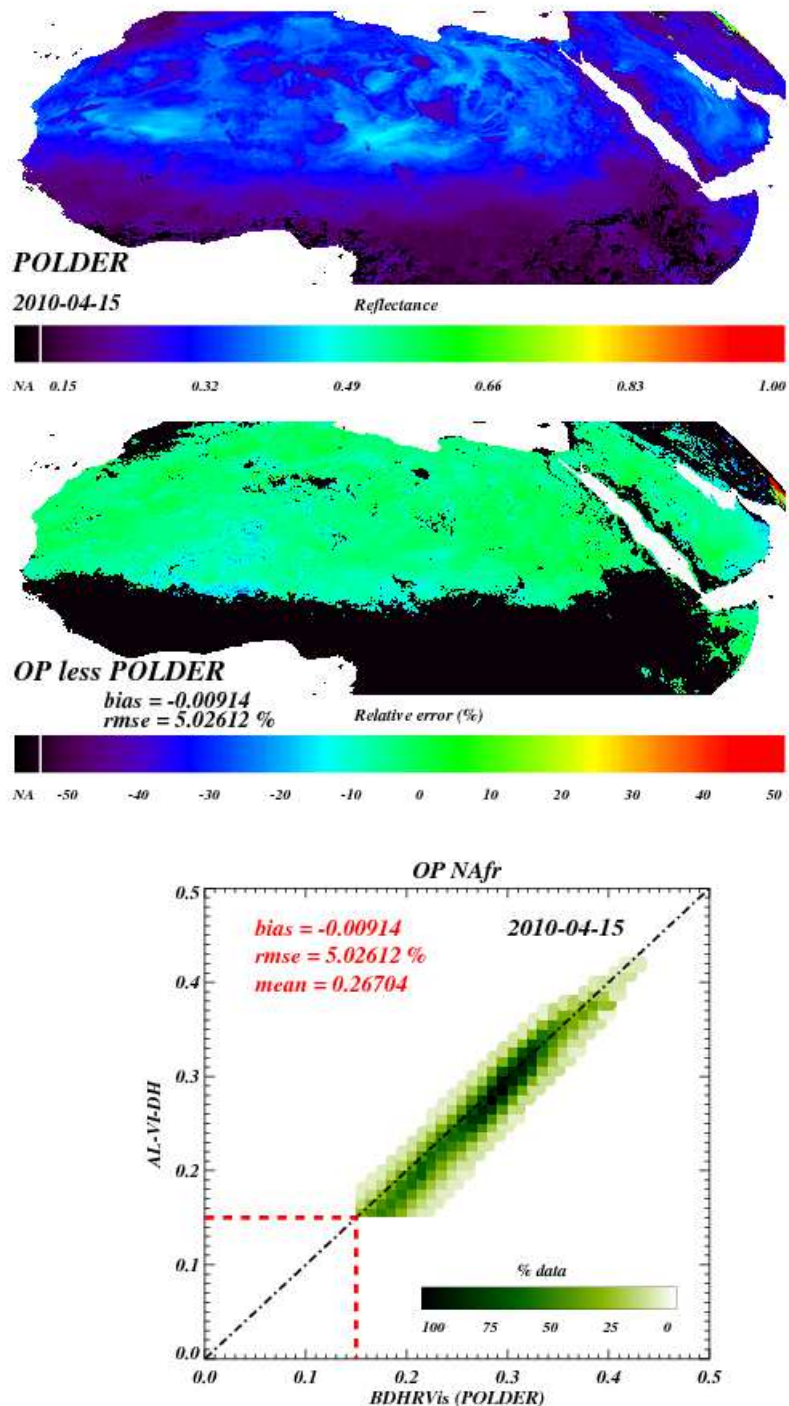 POLDER
2010-04-15
Reflectance
NA 0.15 0.32 0.49 0.66 0.83 1.00
OP less POLDER
bias = -0.00914
rmse = 5.02612 %
Relative error (%)
NA -50 -40 -30 -20 -10 0 10 20 30 40 50
OP NAfr
0.5
bias = -0.00914
2010-04-15
rmse = 5.02612 %
mean = 0.26704
0.4
0.3
AL-VI-DH
0.2
0.1
% data
100 75 50 25 0
0.0
0.0 0.1 0.2 0.3 0.4 0.5
BDHRVis (POLDER)